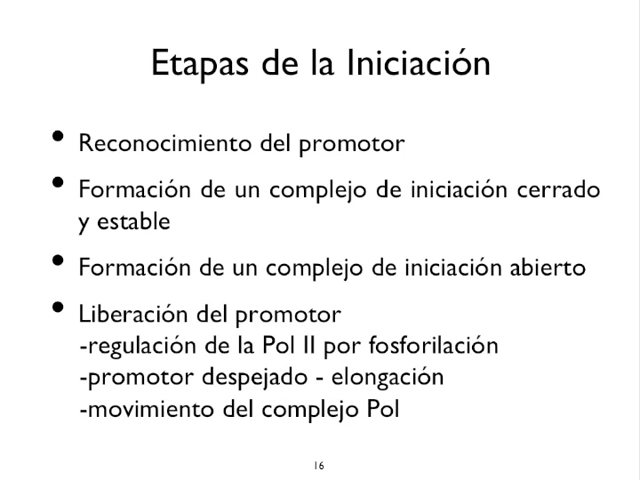 Etapas de la Iniciación
• Reconocimiento del promotor
• Formación de un complejo de iniciación cerrado
y estable
• Formación de un complejo de iniciación abierto
• Liberación del promotor
-regulación de la Pol II por fosforilación
-promotor despejado - elongación
-movimiento del complejo Pol
16